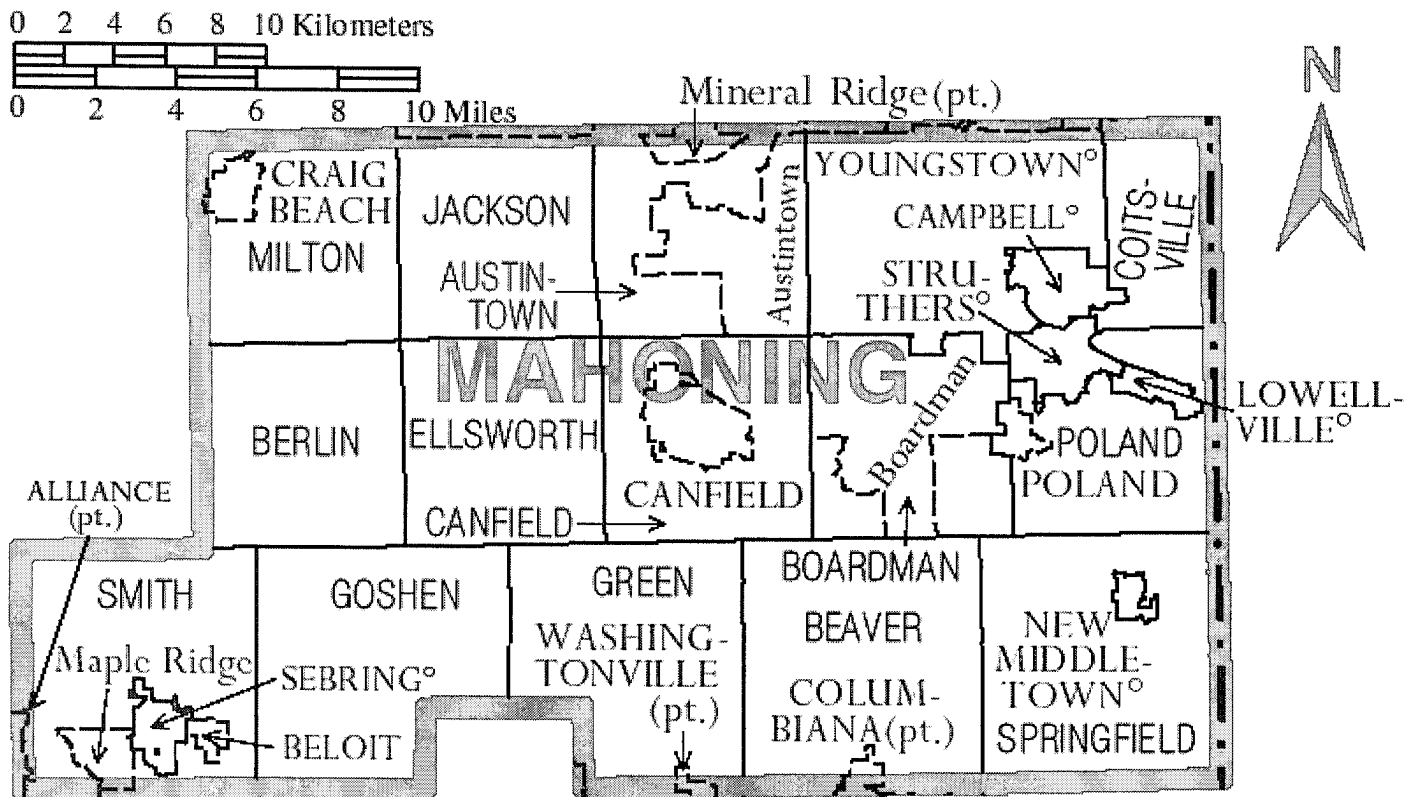 0 2 4 6 8 10 Kilometers
0 2 4 6 8 10 Miles
N
Mineral Ridge(pt.)
CRAIG
BEACH
MILTON
JACKSON
AUSTIN-
TOWN
Austintown
YOUNGSTOWN°
CAMPBELL°
STRU-
THERS°
COITS-
VILLE
MAHONING
BERLIN
ELLSWORTH
CANFIELD
CANFIELD
Boardman
POLAND
POLAND
LOWELL-
VILLE°
ALLIANCE
(pt.)
SMITH
Maple Ridge
SEBRING°
BELOIT
GOSHEN
GREEN
WASHING-
TONVILLE
(pt.)
BOARDMAN
BEAVER
COLUM-
BIANA(pt.)
NEW
MIDDLE-
TOWN°
SPRINGFIELD